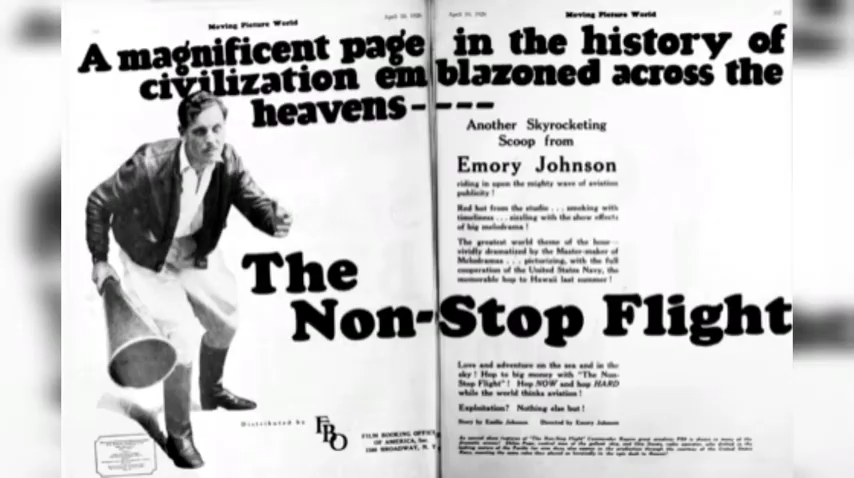 Moving Picture World
April 10, 1926
April 10, 1926
Moving Picture World
A magnificent page in the history of
civilization emblazoned across the
heavens----
Another Skyrocketing
Scoop from
Emory Johnson
riding in upon the mighty wave of aviation
publicity!
Red hot from the studio . . . smoking with
timeliness . . . sizzling with the show effects
of big melodrama!
The greatest world theme of the hour—
vividly dramatized by the Master-maker of
Melodramas . . . picturizing, with the full
cooperation of the United States Navy, the
memorable hop to Hawaii last summer!
The
Non-Stop Flight
Love and adventure on the sea and in the
sky! Hop to big money with "The Non-
Stop Flight"! Hop NOW and hop HARD
while the world thinks aviation!
Exploitation? Nothing else but!
Story by Emilie Johnson Directed by Emory Johnson
Distributed by
FBO
FILM BOOKING OFFICES
OF AMERICA, Inc.
1560 BROADWAY, N. Y.